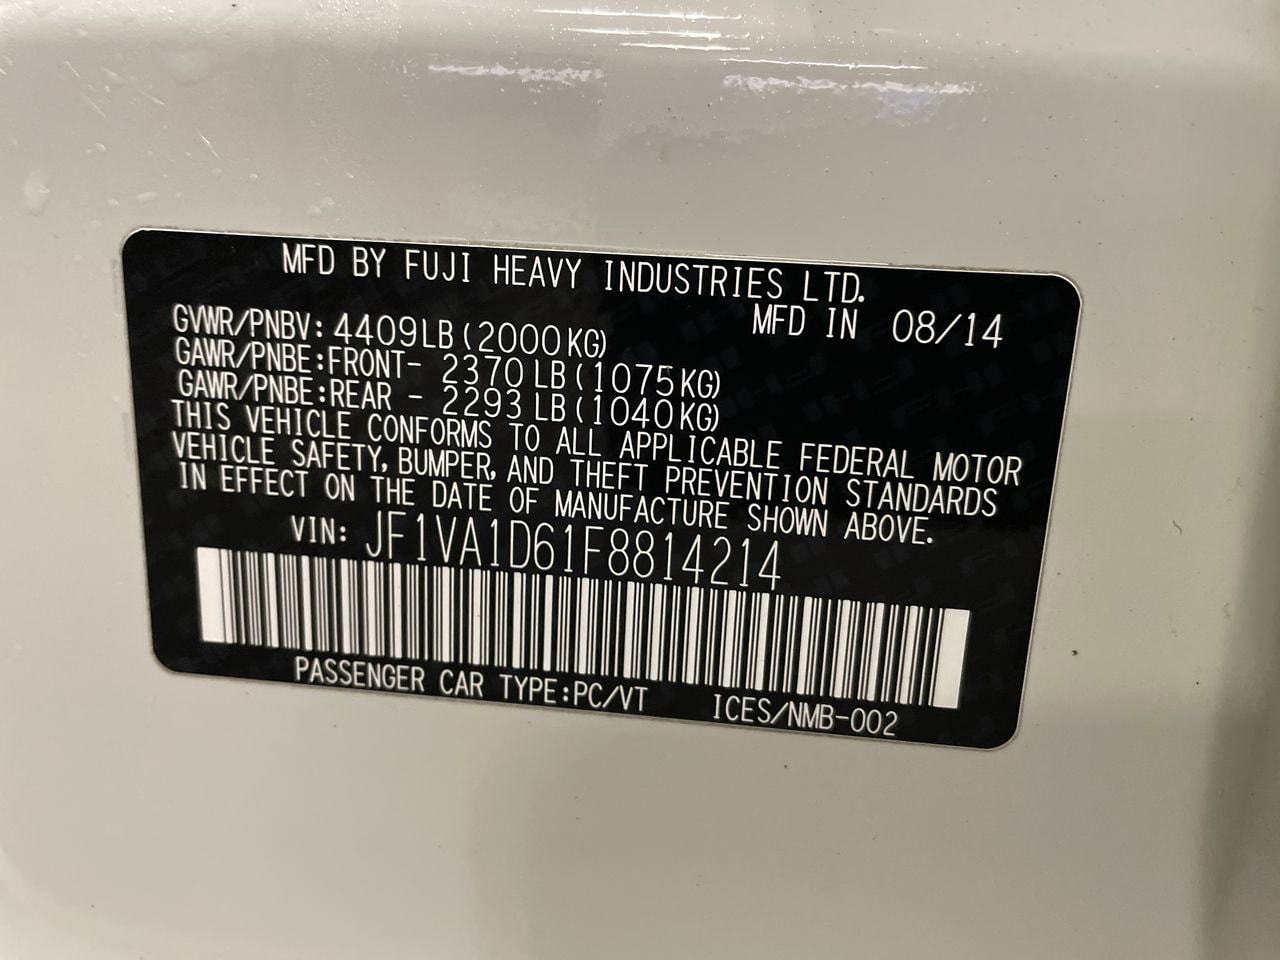 MFD BY FUJI HEAVY INDUSTRIES LTD.
MFD IN 08/14
GVWR/PNBV: 4409LB(2000KG)
GAWR/PNBE:FRONT- 2370LB(1075KG)
GAWR/PNBE:REAR - 2293LB(1040KG)
THIS VEHICLE CONFORMS TO ALL APPLICABLE FEDERAL MOTOR
VEHICLE SAFETY, BUMPER, AND THEFT PREVENTION STANDARDS
IN EFFECT ON THE DATE OF MANUFACTURE SHOWN ABOVE.
VIN: JF1VA1D61F8814214
PASSENGER CAR TYPE:PC/VT ICES/NMB-002